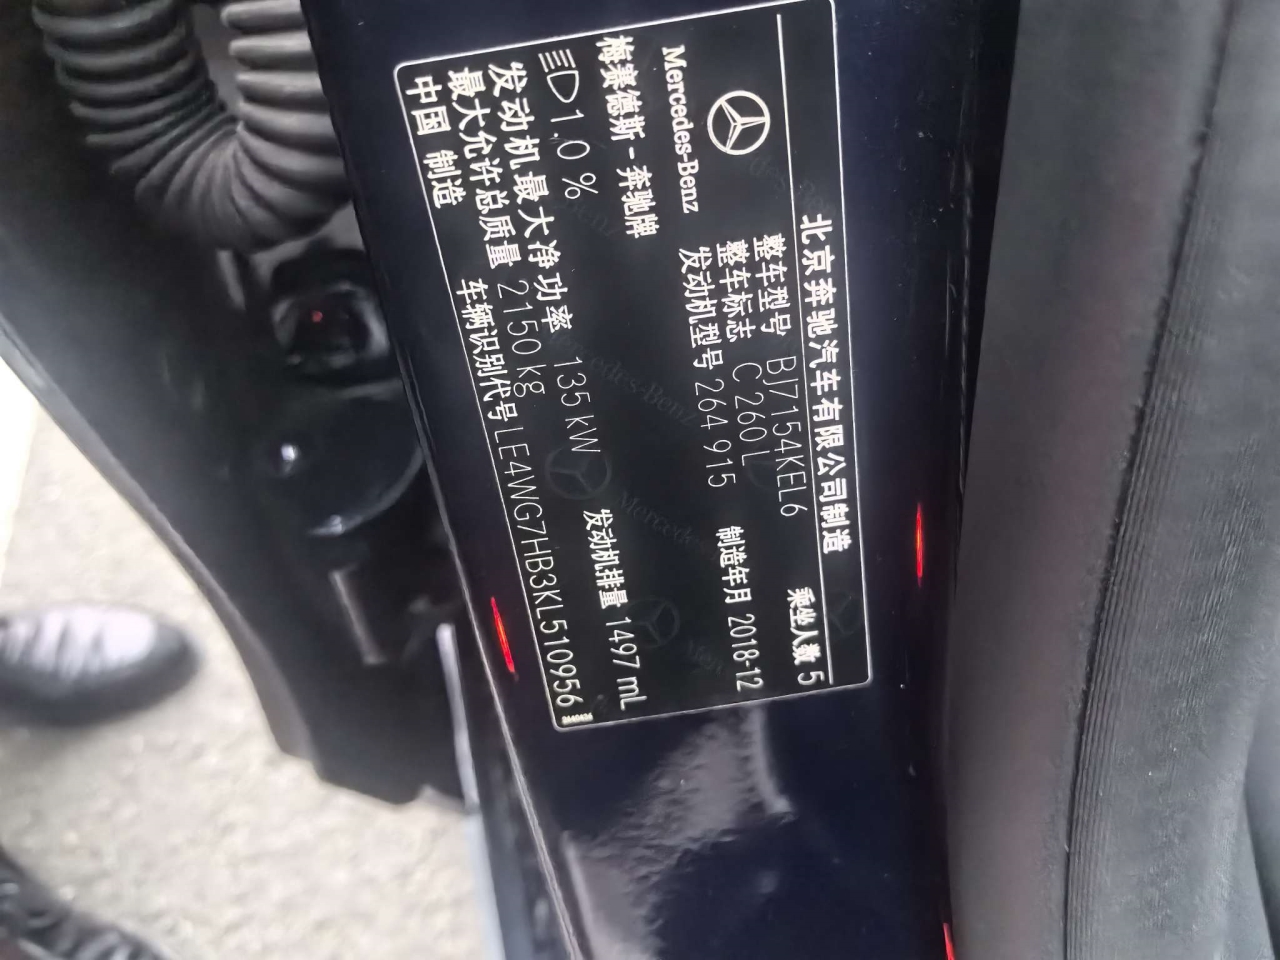 北京奔驰汽车有限公司制造
Mercedes-Benz
梅赛德斯-奔驰牌
整车型号 BJ7154KEL6
乘坐人数 5
整车标志 C 260 L
制造年月 2018-12
发动机型号 264 915
1.0 %
发动机最大净功率 135 kW
发动机排量 1497 mL
最大允许总质量 2150 kg
中国 制造
车辆识别代号 LE4WG7HB3KL510956